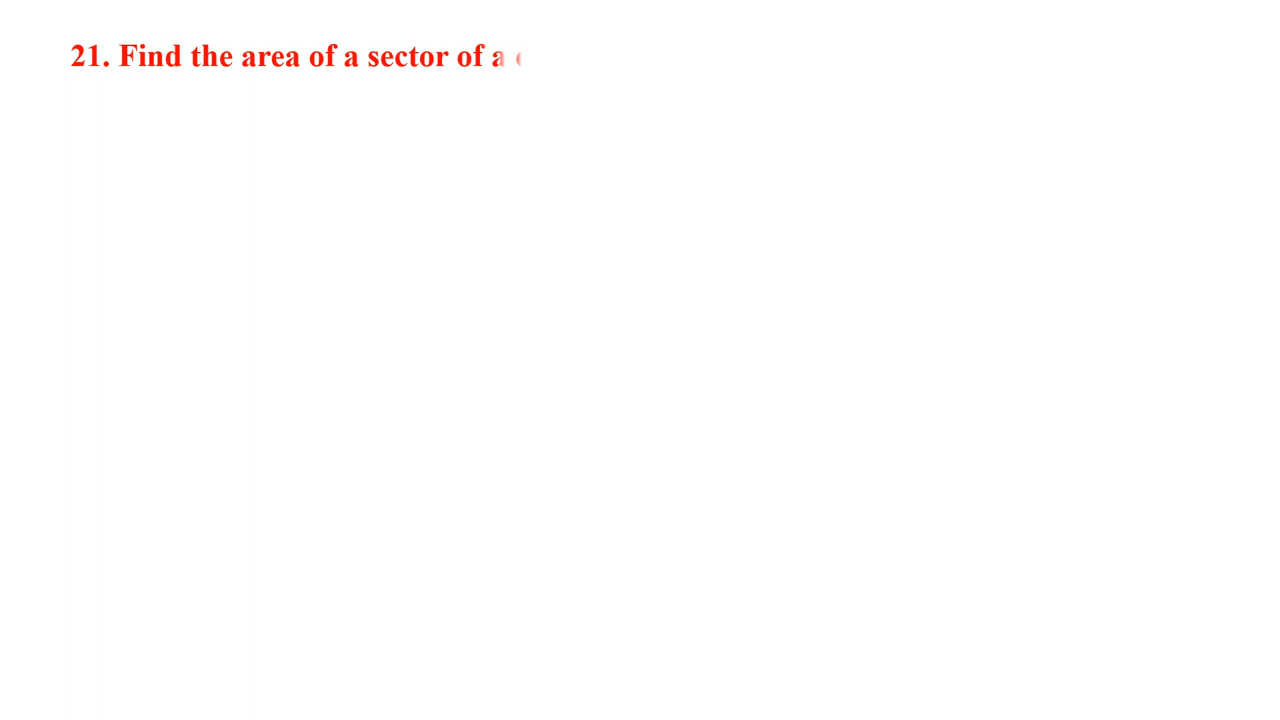 21. Find the area of a sector of a